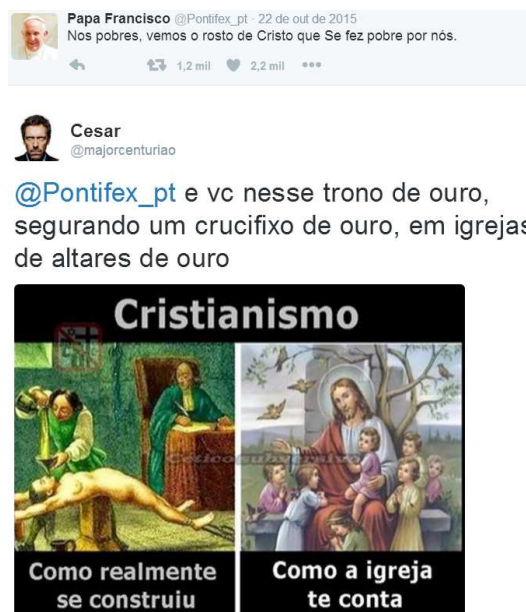 Papa Francisco @Pontifex_pt · 22 de out de 2015
Nos pobres, vemos o rosto de Cristo que Se fez pobre por nós.
1,2 mil 2,2 mil
Cesar
@majorcenturiao
@Pontifex_pt e vc nesse trono de ouro,
segurando um crucifixo de ouro, em igrejas
de altares de ouro
Cristianismo
Ceticosubversivo
Como realmente
se construiu
Como a igreja
te conta